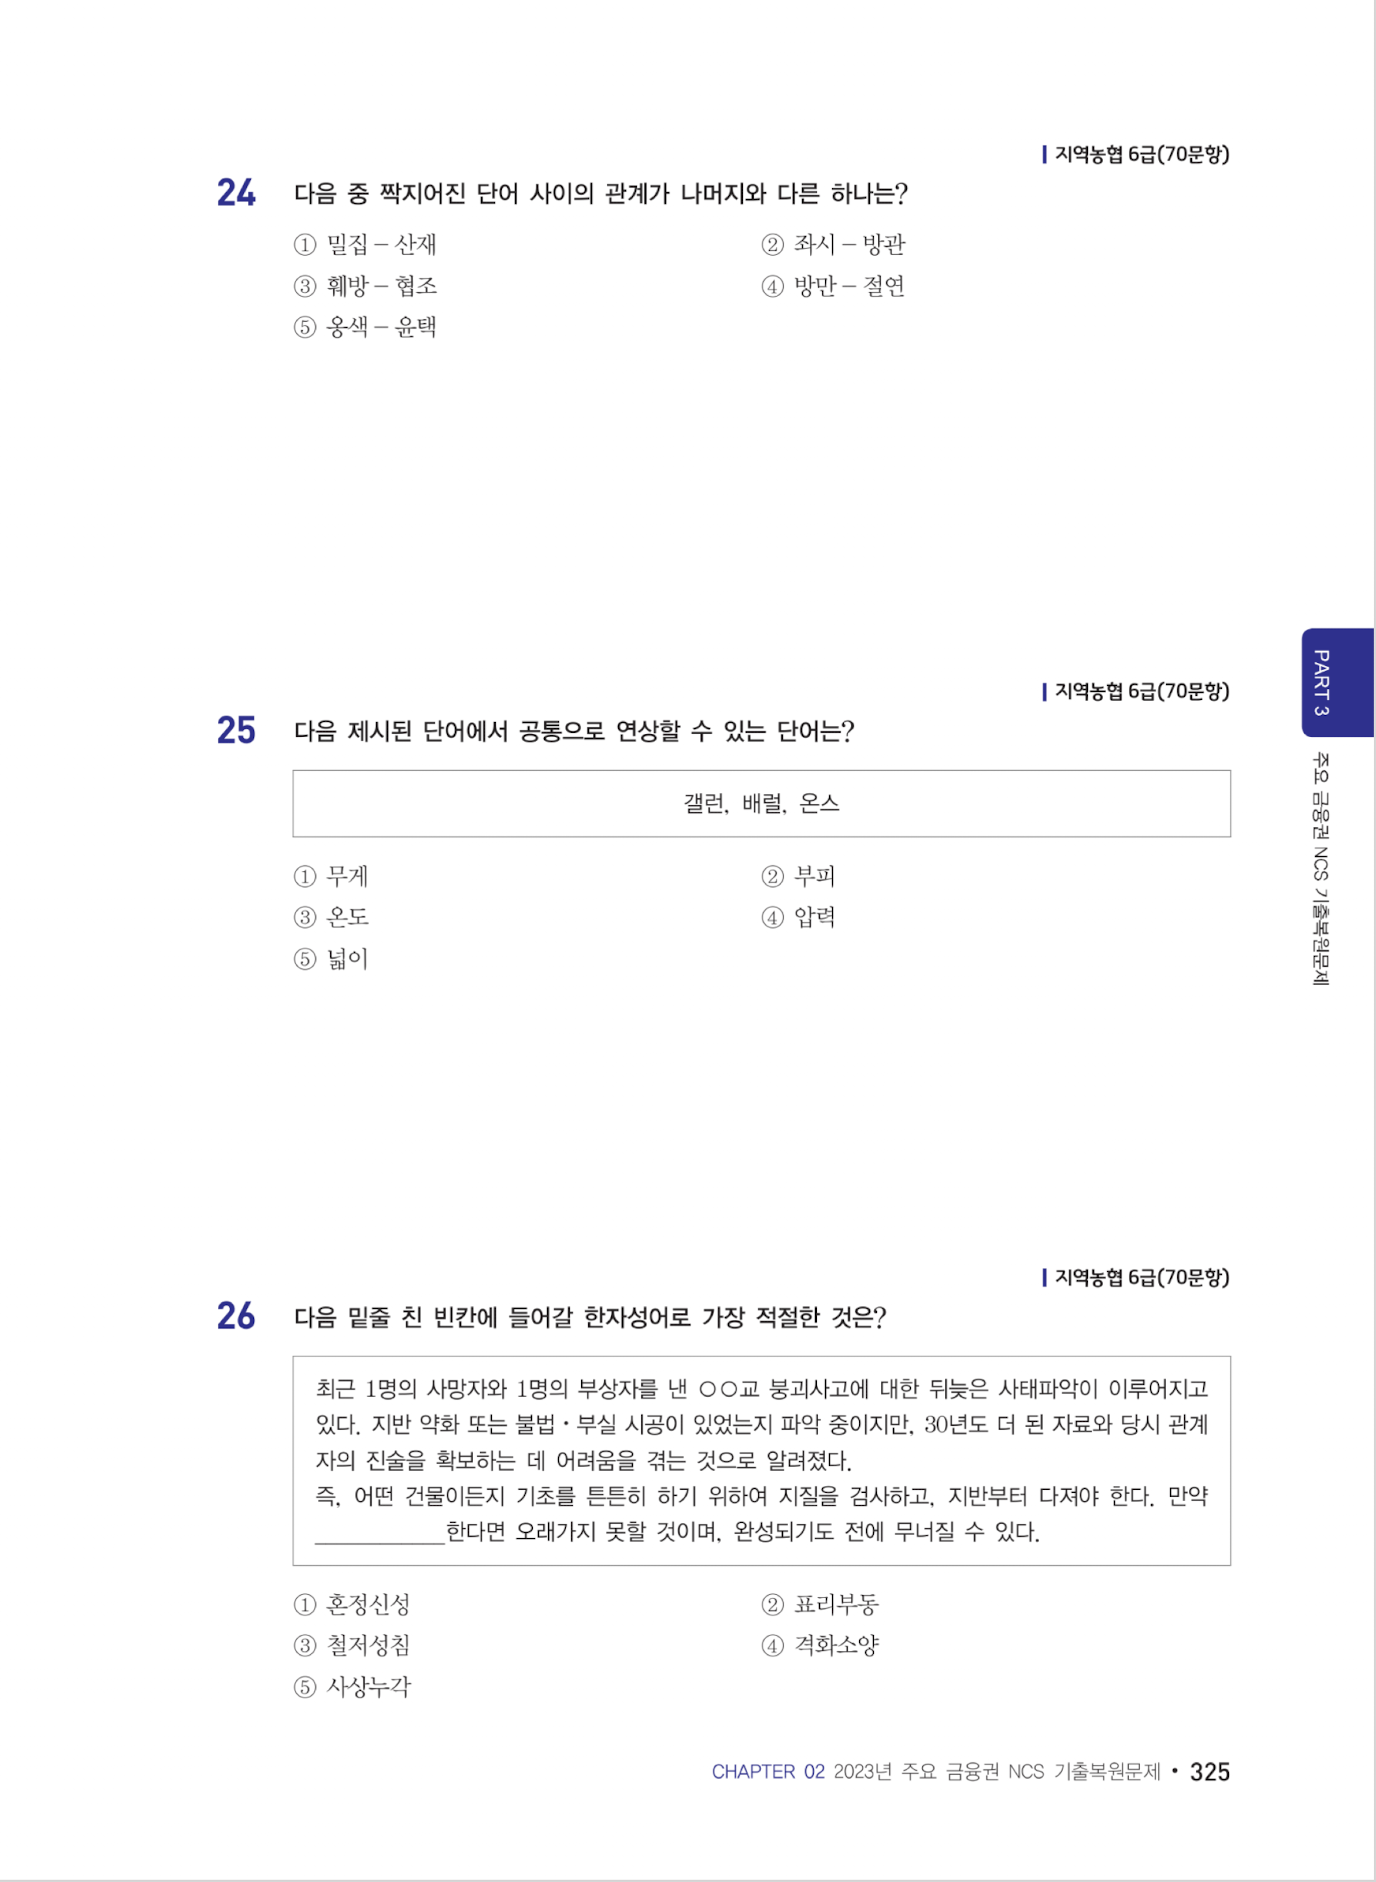 지역농협 6급(70문항)
24 다음 중 짝지어진 단어 사이의 관계가 나머지와 다른 하나는?
① 밀집 – 산재
② 좌시 – 방관
③ 훼방 – 협조
④ 방만 – 절연
⑤ 옹색 – 윤택
지역농협 6급(70문항)
25 다음 제시된 단어에서 공통으로 연상할 수 있는 단어는?
갤런, 배럴, 온스
① 무게
② 부피
③ 온도
④ 압력
⑤ 넓이
지역농협 6급(70문항)
26 다음 밑줄 친 빈칸에 들어갈 한자성어로 가장 적절한 것은?
최근 1명의 사망자와 1명의 부상자를 낸 ○○교 붕괴사고에 대한 뒤늦은 사태파악이 이루어지고
있다. 지반 약화 또는 불법·부실 시공이 있었는지 파악 중이지만, 30년도 더 된 자료와 당시 관계
자의 진술을 확보하는 데 어려움을 겪는 것으로 알려졌다.
즉, 어떤 건물이든지 기초를 튼튼히 하기 위하여 지질을 검사하고, 지반부터 다져야 한다. 만약
____________한다면 오래가지 못할 것이며, 완성되기도 전에 무너질 수 있다.
① 혼정신성
② 표리부동
③ 철저성침
④ 격화소양
⑤ 사상누각
PART 3
주요 금융권 NCS 기출복원문제
CHAPTER 02 2023년 주요 금융권 NCS 기출복원문제 • 325